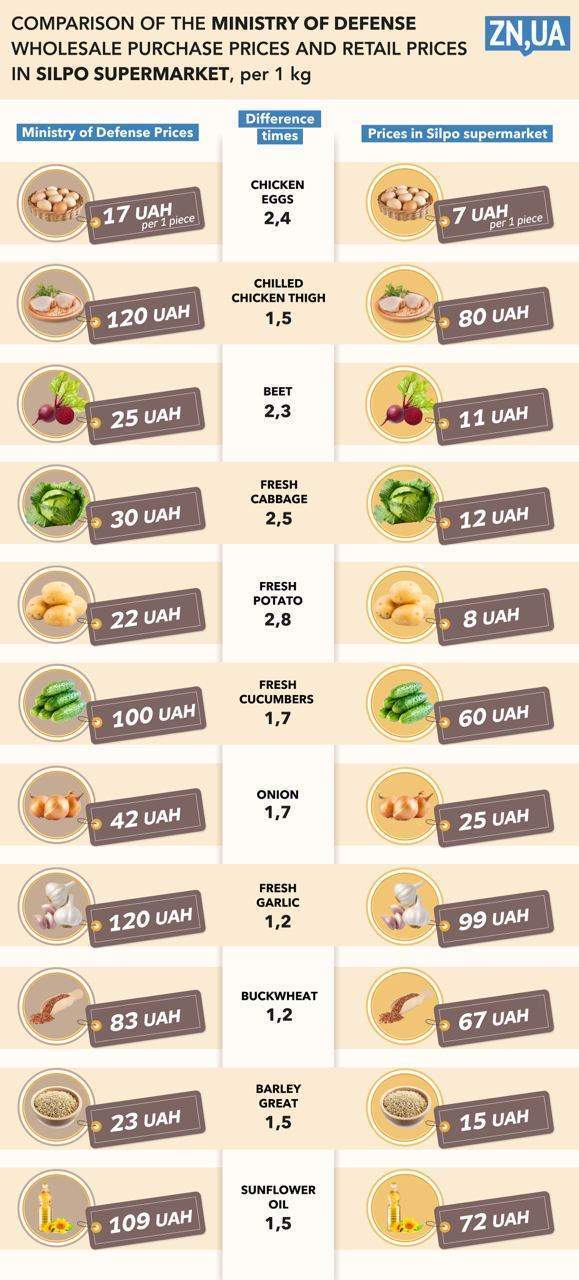 COMPARISON OF THE MINISTRY OF DEFENSE
WHOLESALE PURCHASE PRICES AND RETAIL PRICES
IN SILPO SUPERMARKET, per 1 kg
ZN,UA
Ministry of Defense Prices
Difference
times
Prices in Silpo supermarket
17 UAH
per 1 piece
CHICKEN
EGGS
2,4
7 UAH
per 1 piece
120 UAH
CHILLED
CHICKEN THIGH
1,5
80 UAH
25 UAH
BEET
2,3
11 UAH
30 UAH
FRESH
CABBAGE
2,5
12 UAH
22 UAH
FRESH
POTATO
2,8
8 UAH
100 UAH
FRESH
CUCUMBERS
1,7
60 UAH
42 UAH
ONION
1,7
25 UAH
120 UAH
FRESH
GARLIC
1,2
99 UAH
83 UAH
BUCKWHEAT
1,2
67 UAH
23 UAH
BARLEY
GREAT
1,5
15 UAH
109 UAH
SUNFLOWER
OIL
1,5
72 UAH